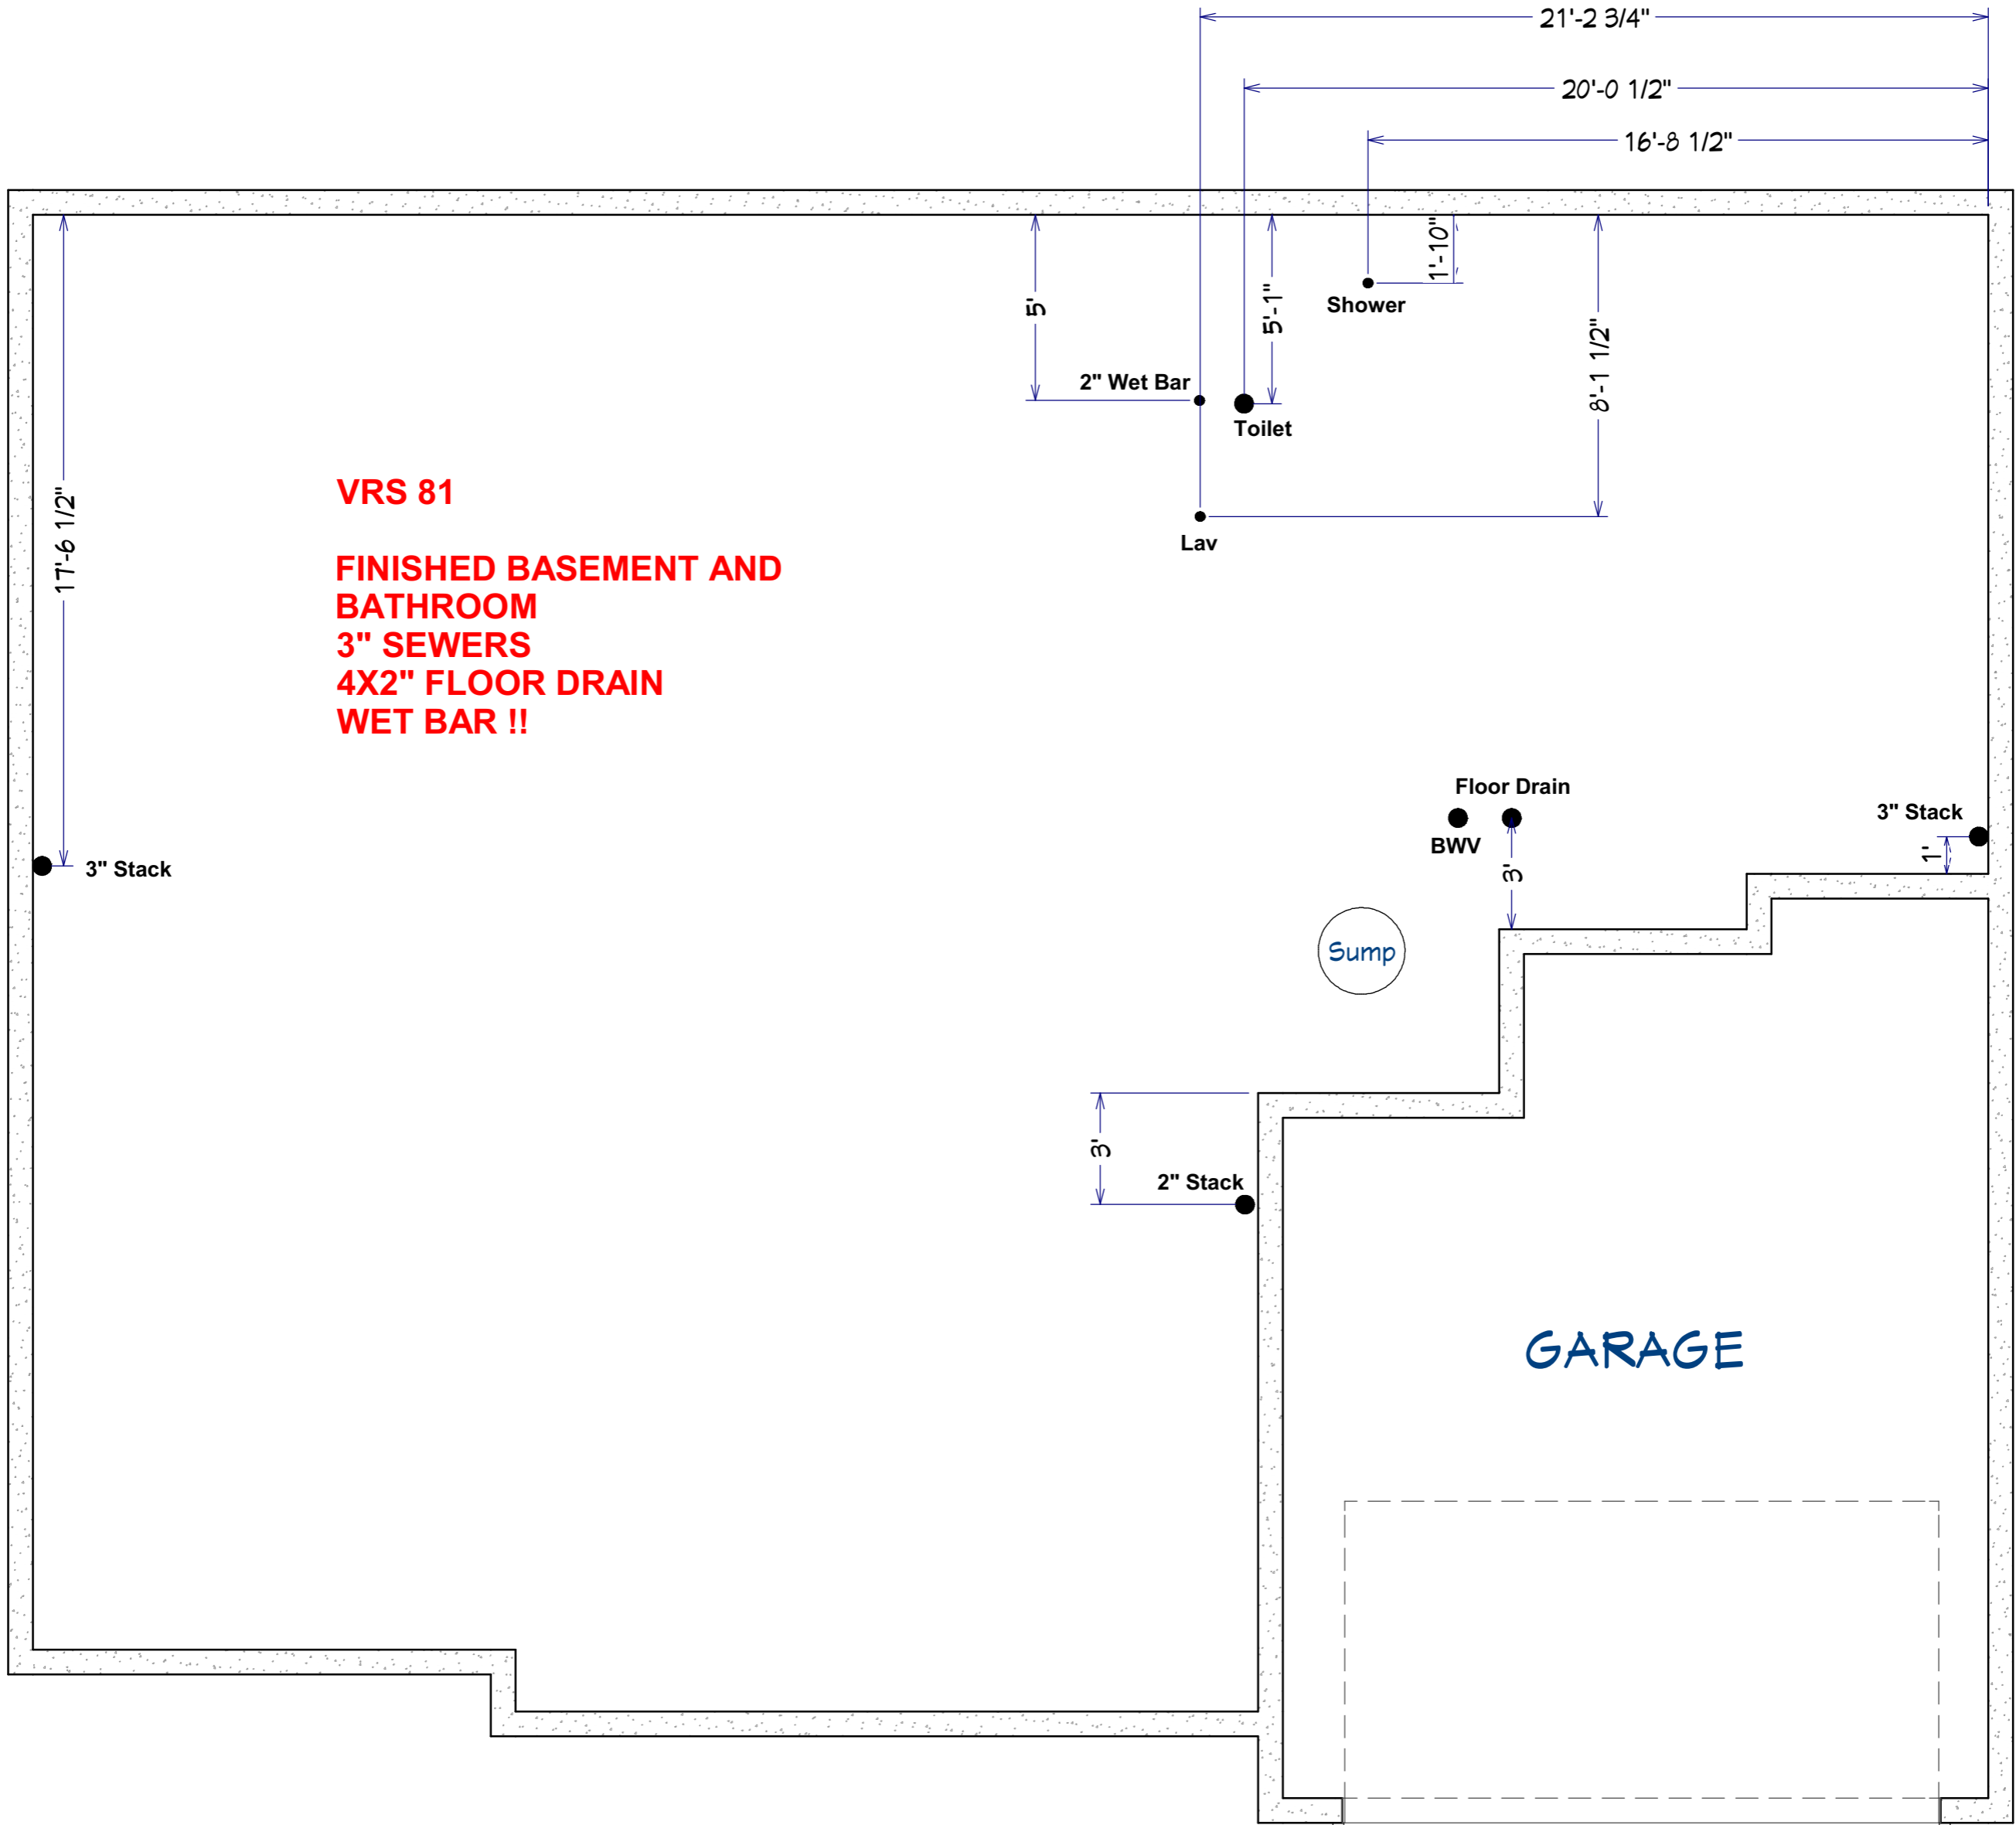 21'-2 3/4"
20'-0 1/2"
16'-8 1/2"
1'-10"
5'
5'-1"
Shower
8'-1 1/2"
2" Wet Bar
Toilet
17'-6 1/2"
VRS 81
Lav
FINISHED BASEMENT AND
BATHROOM
3" SEWERS
4X2" FLOOR DRAIN
WET BAR !!
Floor Drain
3" Stack
BWV
1'
3" Stack
3'
Sump
3'
2" Stack
GARAGE